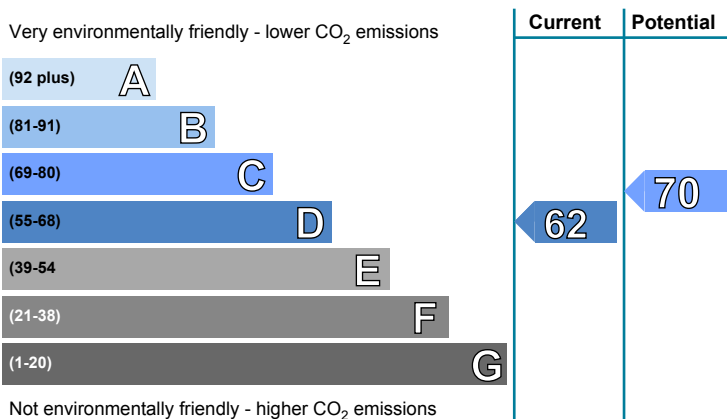 Current Potential
Very environmentally friendly - lower CO2 emissions
(92 plus) A
(81-91) B
(69-80) C
70
(55-68) D
62
(39-54 E
(21-38) F
(1-20) G
Not environmentally friendly - higher CO2 emissions